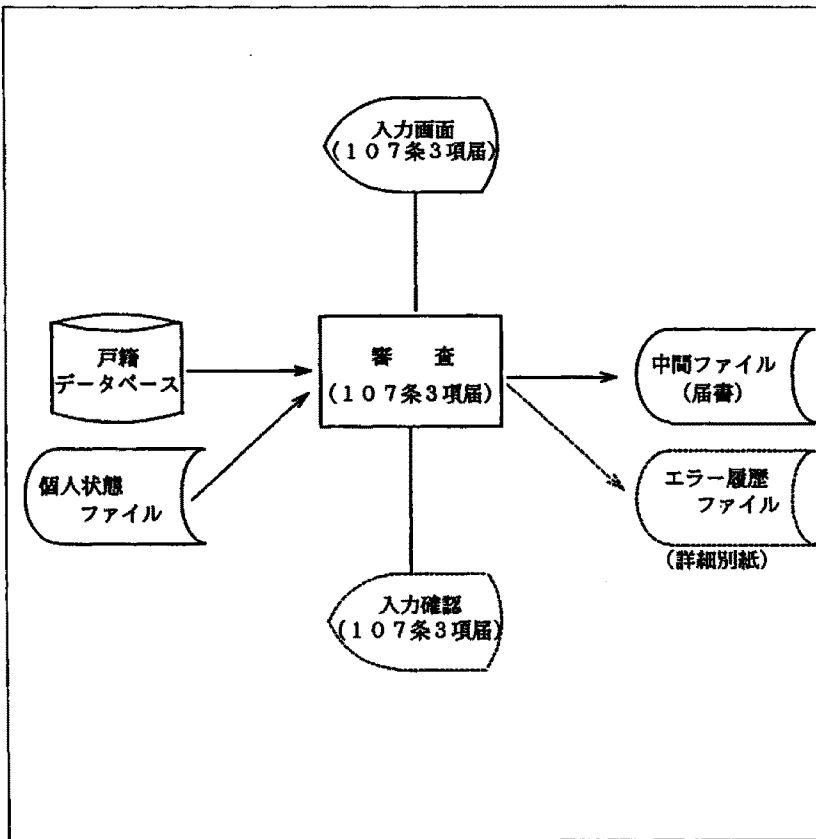 入力画面
(107条3項届)
戸籍
データベース
審　査
(107条3項届)
中間ファイル
(届書)
個人状態
ファイル
エラー履歴
ファイル
(詳細別紙)
入力確認
(107条3項届)